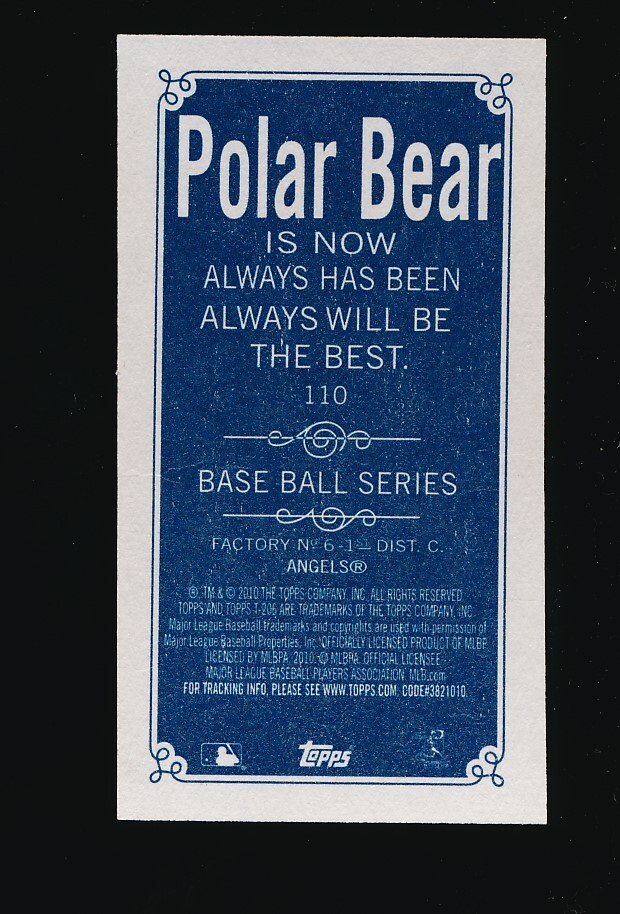 Polar Bear
IS NOW
ALWAYS HAS BEEN
ALWAYS WILL BE
THE BEST.
110
BASE BALL SERIES
FACTORY Nº 6-1ST DIST. C.
ANGELS®
®, TM & © 2010 THE TOPPS COMPANY, INC. ALL RIGHTS RESERVED.
TOPPS AND TOPPS T-206 ARE TRADEMARKS OF THE TOPPS COMPANY, INC.
Major League Baseball trademarks and copyrights are used with permission of
Major League Baseball Properties, Inc. OFFICIALLY LICENSED PRODUCT OF MLBP.
LICENSED BY MLBPA, 2010, © MLBPA, OFFICIAL LICENSEE-
MAJOR LEAGUE BASEBALL PLAYERS ASSOCIATION, MLB.com
FOR TRACKING INFO, PLEASE SEE WWW.TOPPS.COM. CODE#3821010.
Topps